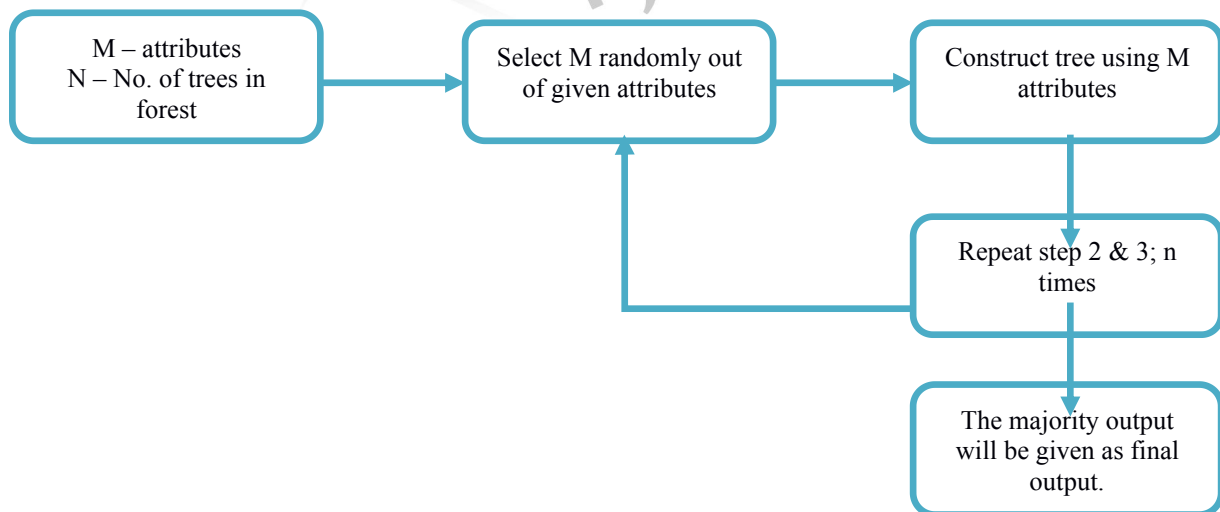 M – attributes
N – No. of trees in
forest
Select M randomly out
of given attributes
Construct tree using M
attributes
Repeat step 2 & 3; n
times
The majority output
will be given as final
output.